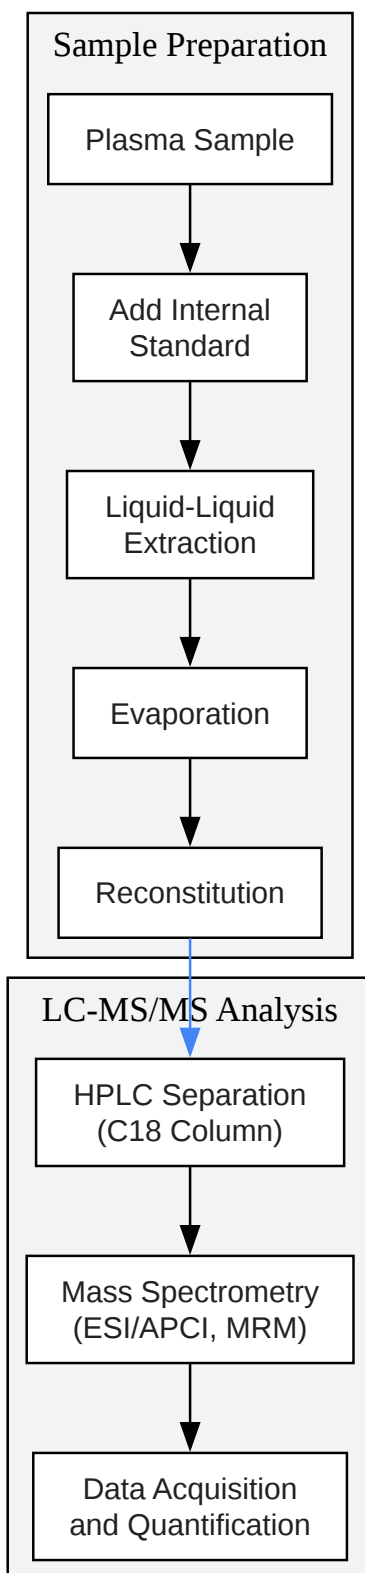 Sample Preparation
Plasma Sample
Add Internal
Standard
Liquid-Liquid
Extraction
Evaporation
Reconstitution
LC-MS/MS Analysis
HPLC Separation
(C18 Column)
Mass Spectrometry
(ESI/APCI, MRM)
Data Acquisition
and Quantification